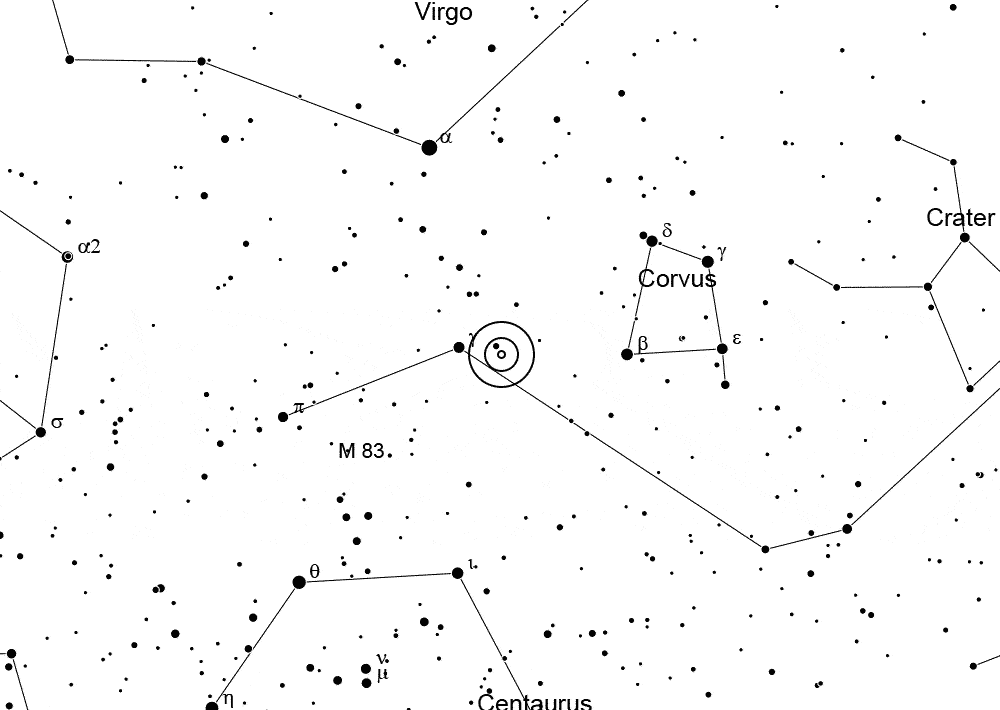 Virgo
α
Crater
δ
α2
γ
Corvus
γ
β
ε
π
σ
M 83
ι
θ
ν
μ
η
Centaurus